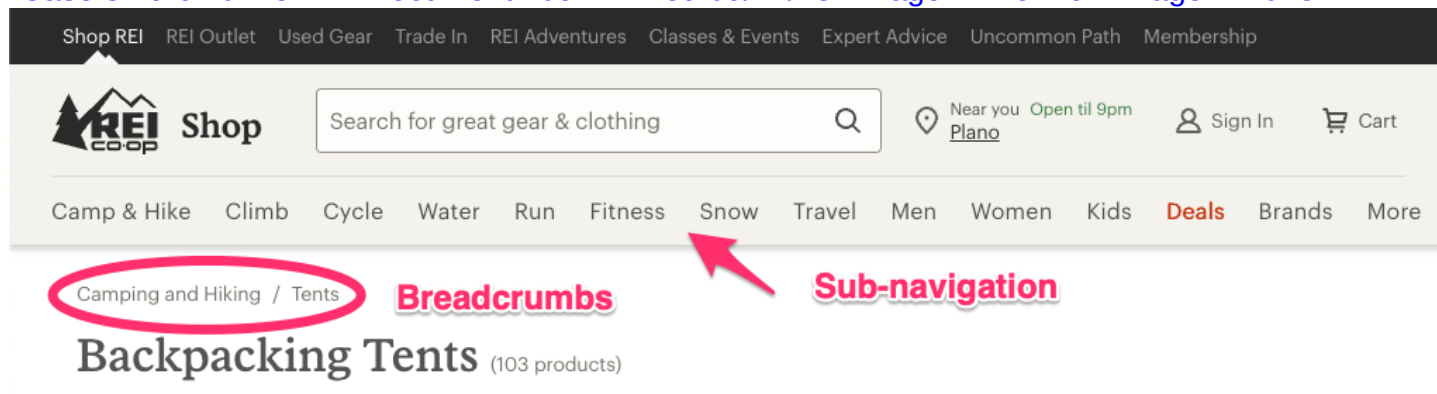 Shop REI REI Outlet Used Gear Trade In REI Adventures Classes & Events Expert Advice Uncommon Path Membership
REI CO·OP Shop Search for great gear & clothing Near you Open til 9pm Plano Sign In Cart
Camp & Hike Climb Cycle Water Run Fitness Snow Travel Men Women Kids Deals Brands More
Camping and Hiking / Tents Breadcrumbs Sub-navigation
Backpacking Tents (103 products)